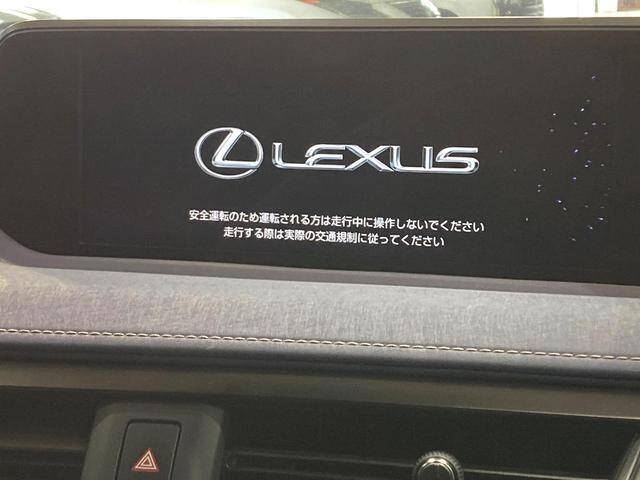 LEXUS
安全運転のため運転される方は走行中に操作しないでください
走行する際は実際の交通規制に従ってください